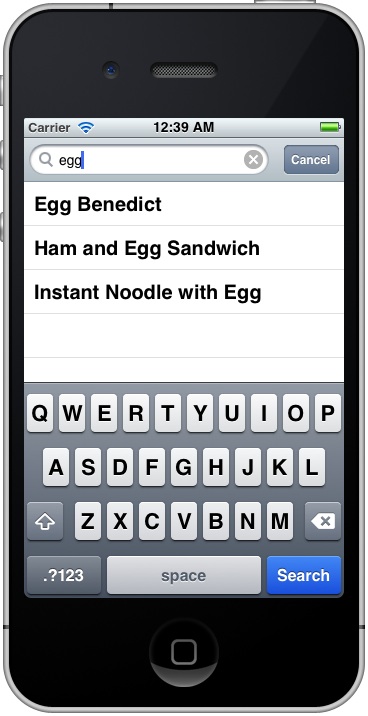 Carrier 12:39 AM
egg Cancel
Egg Benedict
Ham and Egg Sandwich
Instant Noodle with Egg
Q W E R T Y U I O P
A S D F G H J K L
Z X C V B N M
.?123 space Search